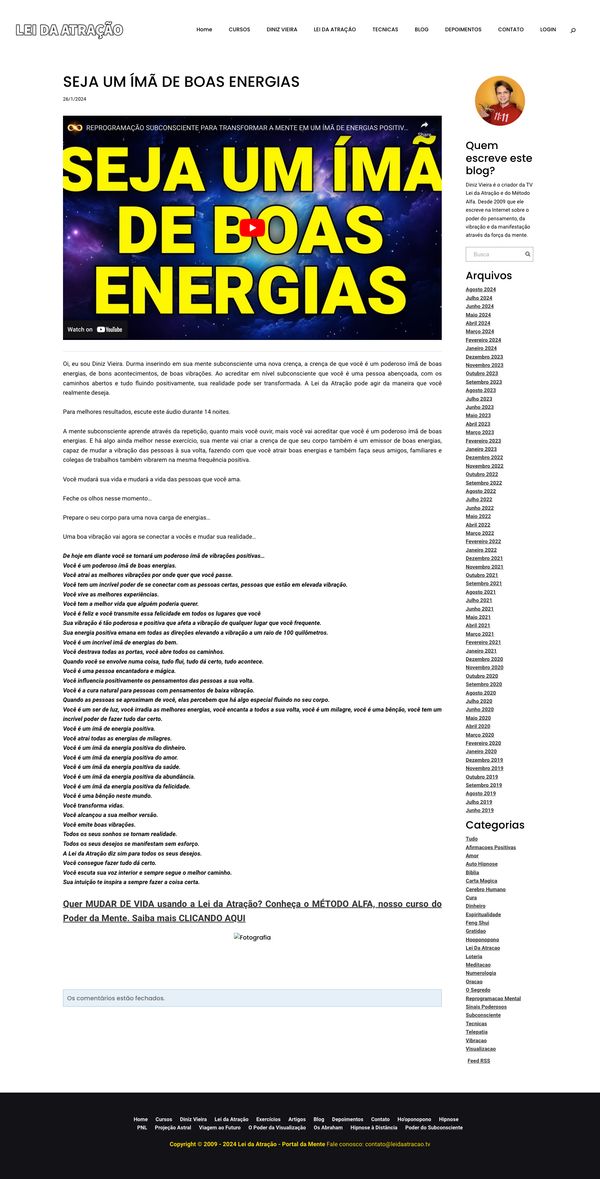 LEI DA ATRAÇÃO
Home CURSOS DINIZ VIEIRA LEI DA ATRAÇÃO TECNICAS BLOG DEPOIMENTOS CONTATO LOGIN
SEJA UM ÍMÃ DE BOAS ENERGIAS
26/1/2024
REPROGRAMAÇÃO SUBCONSCIENTE PARA TRANSFORMAR A MENTE EM UM ÍMÃ DE ENERGIAS POSITIV...
Share
SEJA UM ÍMÃ
DE BOAS
ENERGIAS
Watch on YouTube
Oi, eu sou Diniz Vieira. Durma inserindo em sua mente subconsciente uma nova crença, a crença de que você é um poderoso ímã de boas
energias, de bons acontecimentos, de boas vibrações. Ao acreditar em nível subconsciente que você é uma pessoa abençoada, com os
caminhos abertos e tudo fluindo positivamente, sua realidade pode ser transformada. A Lei da Atração pode agir da maneira que você
realmente deseja.
Para melhores resultados, escute este áudio durante 14 noites.
A mente subconsciente aprende através da repetição, quanto mais você ouvir, mais você vai acreditar que você é um poderoso ímã de boas
energias. E há algo ainda melhor nesse exercício, sua mente vai criar a crença de que seu corpo também é um emissor de boas energias,
capaz de mudar a vibração das pessoas à sua volta, fazendo com que você atrair boas energias e também faça seus amigos, familiares e
colegas de trabalhos também vibrarem na mesma frequência positiva.
Você mudará sua vida e mudará a vida das pessoas que você ama.
Feche os olhos nesse momento...
Prepare o seu corpo para uma nova carga de energias...
Uma boa vibração vai agora se conectar a vocês e mudar sua realidade...
De hoje em diante você se tornará um poderoso ímã de vibrações positivas...
Você é um poderoso ímã de boas energias.
Você atrai as melhores vibrações por onde quer que você passe.
Você tem um incrível poder de se conectar com as pessoas certas, pessoas que estão em elevada vibração.
Você vive as melhores experiências.
Você tem a melhor vida que alguém poderia querer.
Você é feliz e você transmite essa felicidade em todos os lugares que você
Sua vibração é tão poderosa e positiva que afeta a vibração de qualquer lugar que você frequente.
Sua energia positiva emana em todas as direções elevando a vibração a um raio de 100 quilômetros.
Você é um incrível ímã de energias do bem.
Você destrava todas as portas, você abre todos os caminhos.
Quando você se envolve numa coisa, tudo flui, tudo dá certo, tudo acontece.
Você é uma pessoa encantadora e mágica.
Você influencia positivamente os pensamentos das pessoas a sua volta.
Você é a cura natural para pessoas com pensamentos de baixa vibração.
Quando as pessoas se aproximam de você, elas percebem que há algo especial fluindo no seu corpo.
Você é um ser de luz, você irradia as melhores energias, você encanta a todos a sua volta, você é um milagre, você é uma bênção, você tem um
incrível poder de fazer tudo dar certo.
Você é um ímã de energia positiva.
Você atrai todas as energias de milagres.
Você é um ímã da energia positiva do dinheiro.
Você é um ímã da energia positiva do amor.
Você é um ímã da energia positiva da saúde.
Você é um ímã da energia positiva da abundância.
Você é um ímã da energia positiva da felicidade.
Você é uma bênção neste mundo.
Você transforma vidas.
Você alcançou a sua melhor versão.
Você emite boas vibrações.
Todos os seus sonhos se tornam realidade.
Todos os seus desejos se manifestam sem esforço.
A Lei da Atração diz sim para todos os seus desejos.
Você consegue fazer tudo dá certo.
Você escuta sua voz interior e sempre segue o melhor caminho.
Sua intuição te inspira a sempre fazer a coisa certa.
Quer MUDAR DE VIDA usando a Lei da Atração? Conheça o MÉTODO ALFA, nosso curso do
Poder da Mente. Saiba mais CLICANDO AQUI
Fotografia
Os comentários estão fechados.
11:11
Quem
escreve este
blog?
Diniz Vieira é o criador da TV
Lei da Atração e do Método
Alfa. Desde 2009 que ele
escreve na Internet sobre o
poder do pensamento, da
vibração e da manifestação
através da força da mente.
Busca
Arquivos
Agosto 2024
Julho 2024
Junho 2024
Maio 2024
Abril 2024
Março 2024
Fevereiro 2024
Janeiro 2024
Dezembro 2023
Novembro 2023
Outubro 2023
Setembro 2023
Agosto 2023
Julho 2023
Junho 2023
Maio 2023
Abril 2023
Março 2023
Fevereiro 2023
Janeiro 2023
Dezembro 2022
Novembro 2022
Outubro 2022
Setembro 2022
Agosto 2022
Julho 2022
Junho 2022
Maio 2022
Abril 2022
Março 2022
Fevereiro 2022
Janeiro 2022
Dezembro 2021
Novembro 2021
Outubro 2021
Setembro 2021
Agosto 2021
Julho 2021
Junho 2021
Maio 2021
Abril 2021
Março 2021
Fevereiro 2021
Janeiro 2021
Dezembro 2020
Novembro 2020
Outubro 2020
Setembro 2020
Agosto 2020
Julho 2020
Junho 2020
Maio 2020
Abril 2020
Março 2020
Fevereiro 2020
Janeiro 2020
Dezembro 2019
Novembro 2019
Outubro 2019
Setembro 2019
Agosto 2019
Julho 2019
Junho 2019
Categorias
Tudo
Afirmacoes Positivas
Amor
Auto Hipnose
Bíblia
Carta Magica
Cerebro Humano
Cura
Dinheiro
Espiritualidade
Feng Shui
Gratidao
Hooponopono
Lei Da Atracao
Loteria
Meditacao
Numerologia
Oracao
O Segredo
Reprogramacao Mental
Sinais Poderosos
Subconsciente
Tecnicas
Telepatia
Vibracao
Visualizacao
Feed RSS
Home Cursos Diniz Vieira Lei da Atração Exercícios Artigos Blog Depoimentos Contato Ho'oponopono Hipnose
PNL Projeção Astral Viagem ao Futuro O Poder da Visualização Os Abraham Hipnose à Distância Poder do Subconsciente
Copyright © 2009 - 2024 Lei da Atração - Portal da Mente Fale conosco: contato@leidaatracao.tv